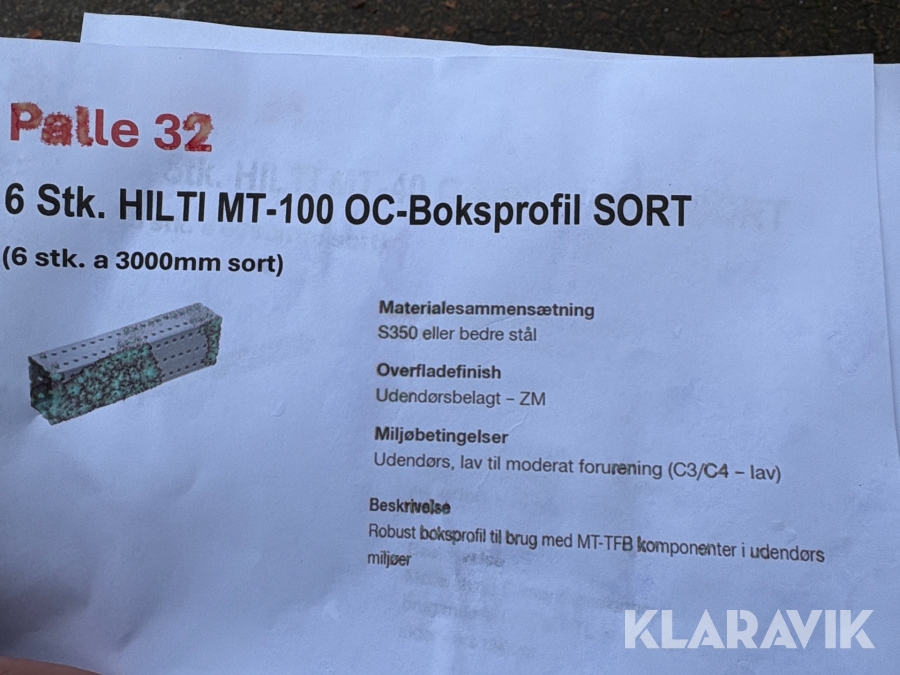 Palle 32
6 Stk. HILTI MT-100 OC-Boksprofil SORT
(6 stk. a 3000mm sort)
Materialesammensætning
S350 eller bedre stål
Overfladefinish
Udendørsbelagt – ZM
Miljøbetingelser
Udendørs, lav til moderat forurening (C3/C4 – lav)
Beskrivelse
Robust boksprofil til brug med MT-TFB komponenter i udendørs
miljøer
KLARAVIK